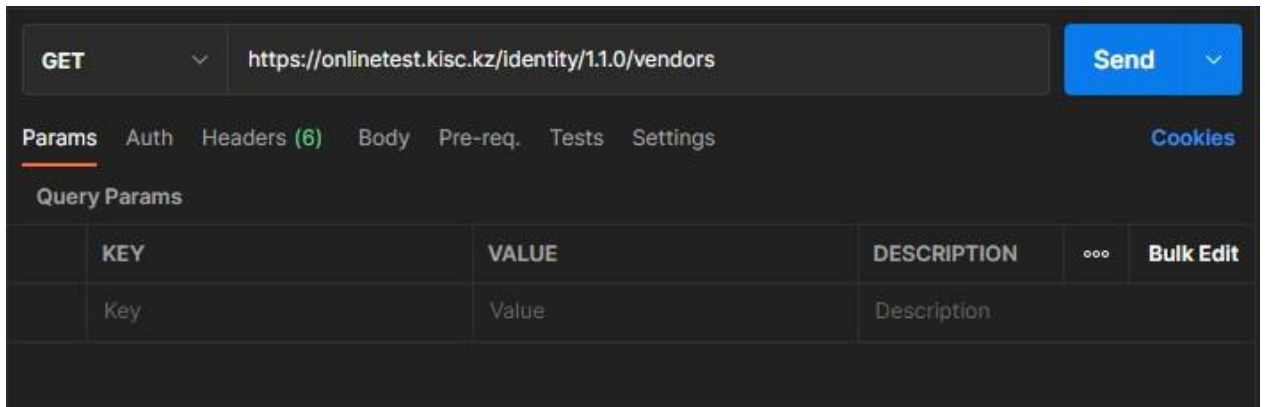 GET https://onlinetest.kisc.kz/identity/1.1.0/vendors Send
Params Auth Headers (6) Body Pre-req. Tests Settings Cookies
Query Params
KEY VALUE DESCRIPTION ooo Bulk Edit
Key Value Description